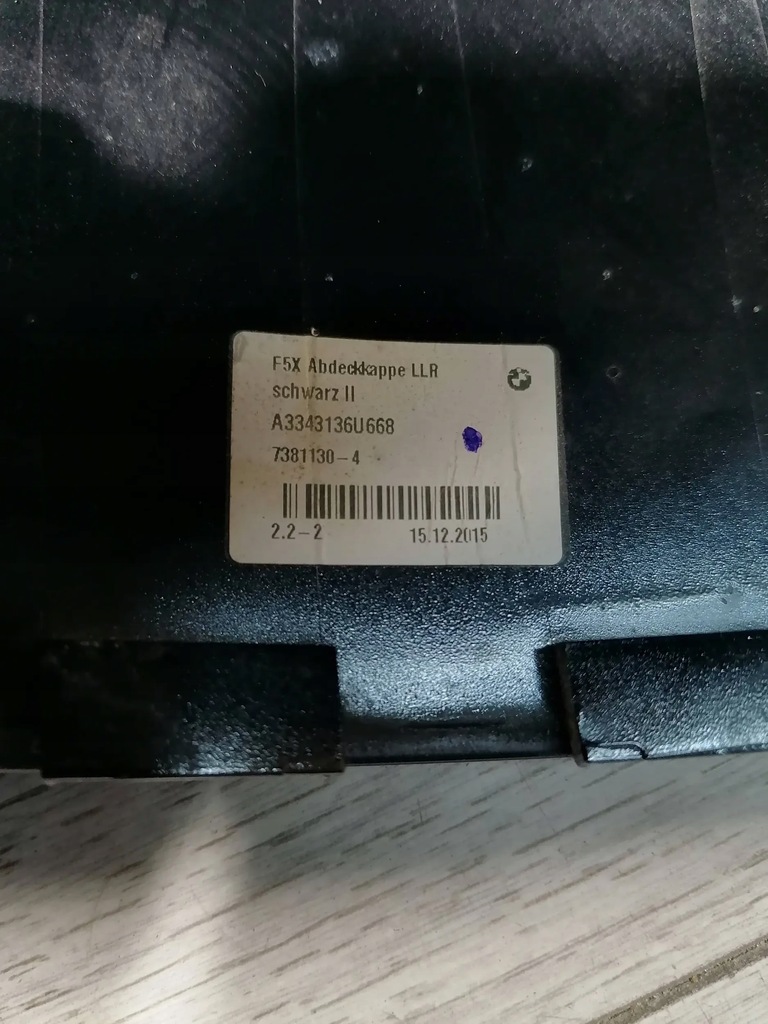 F5X Abdeckkappe LLR
schwarz II
A3343136U668
7381130-4
2.2-2
15.12.2015